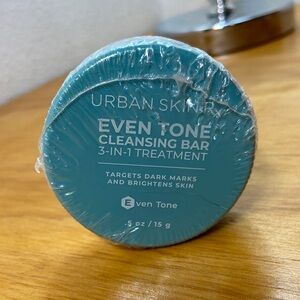 URBAN SKIN R
EVEN TONE
CLEANSING BAR
3-IN-1 TREATMENT
TARGETS DARK MARKS
AND BRIGHTENS SKIN
Even Tone
.5 oz / 15 g